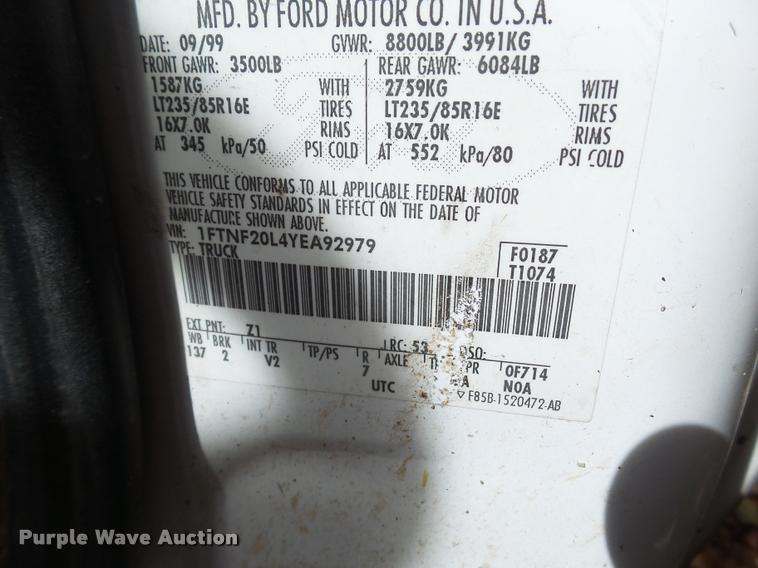 MFD. BY FORD MOTOR CO. IN U.S.A.
DATE: 09/99 GVWR: 8800LB/ 3991KG
FRONT GAWR: 3500LB REAR GAWR: 6084LB
1587KG WITH 2759KG WITH
LT235/85R16E TIRES LT235/85R16E TIRES
16X7.0K RIMS 16X7.0K RIMS
AT 345 kPa/50 PSI COLD AT 552 kPa/80 PSI COLD
THIS VEHICLE CONFORMS TO ALL APPLICABLE FEDERAL MOTOR
VEHICLE SAFETY STANDARDS IN EFFECT ON THE DATE OF
MANUFACTURE SHOWN ABOVE.
VIN: 1FTNF20L4YEA92979
TYPE: TRUCK
F0187
T1074
EXT PNT: Z1 RC: 53 DSO:
WB BRK INT TR TP/PS R AXLE 0F714
137 2 V2 7 N0A
UTC
▽ F85B-1520472-AB
Purple Wave Auction